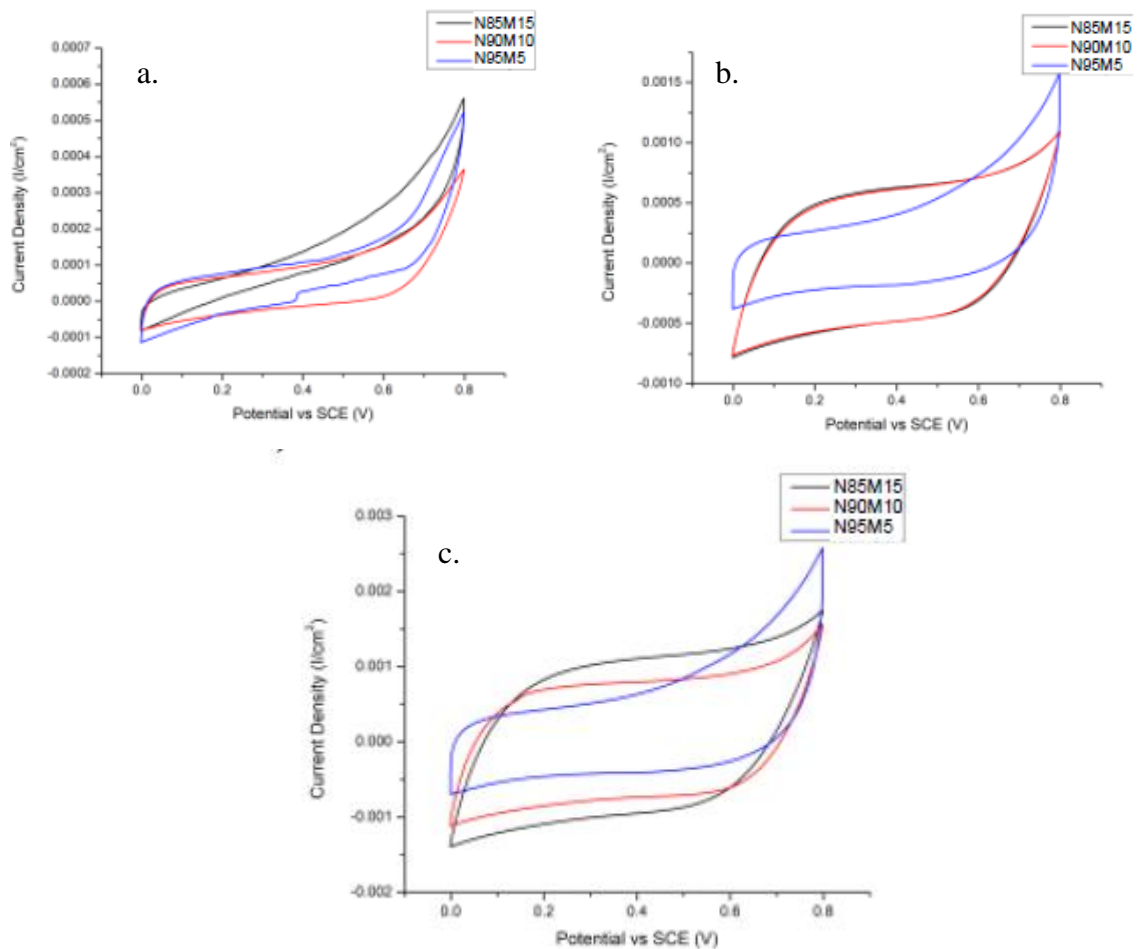 N85M15
N90M10
N95M5
a.
0.0007
0.0006
0.0005
0.0004
0.0003
0.0002
0.0001
0.0000
-0.0001
-0.0002
0.0
0.2
0.4
0.6
0.8
Current Density (I/cm²)
Potential vs SCE (V)
N85M15
N90M10
N95M5
b.
0.0015
0.0010
0.0005
0.0000
-0.0005
-0.0010
0.0
0.2
0.4
0.6
0.8
Current Density (I/cm²)
Potential vs SCE (V)
N85M15
N90M10
N95M5
c.
0.003
0.002
0.001
0.000
-0.001
-0.002
0.0
0.2
0.4
0.6
0.8
Current Density (I/cm²)
Potential vs SCE (V)